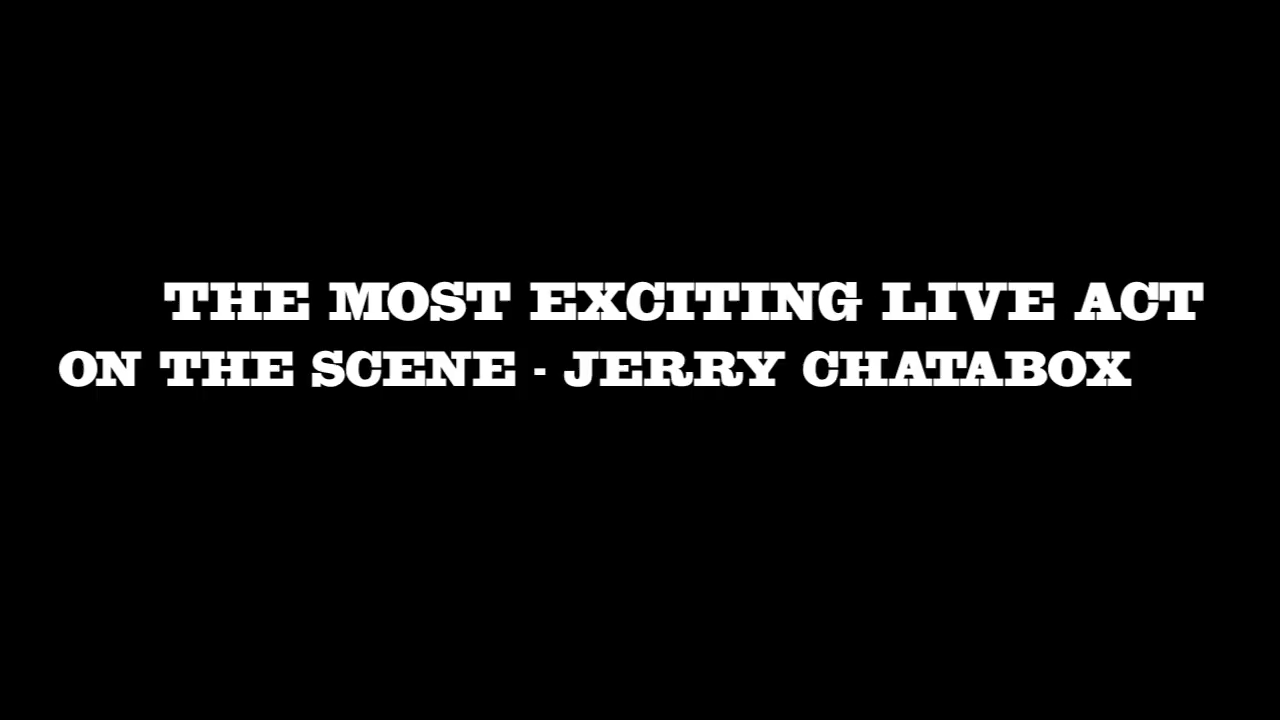 THE MOST EXCITING LIVE ACT
ON THE SCENE - JERRY CHATABOX